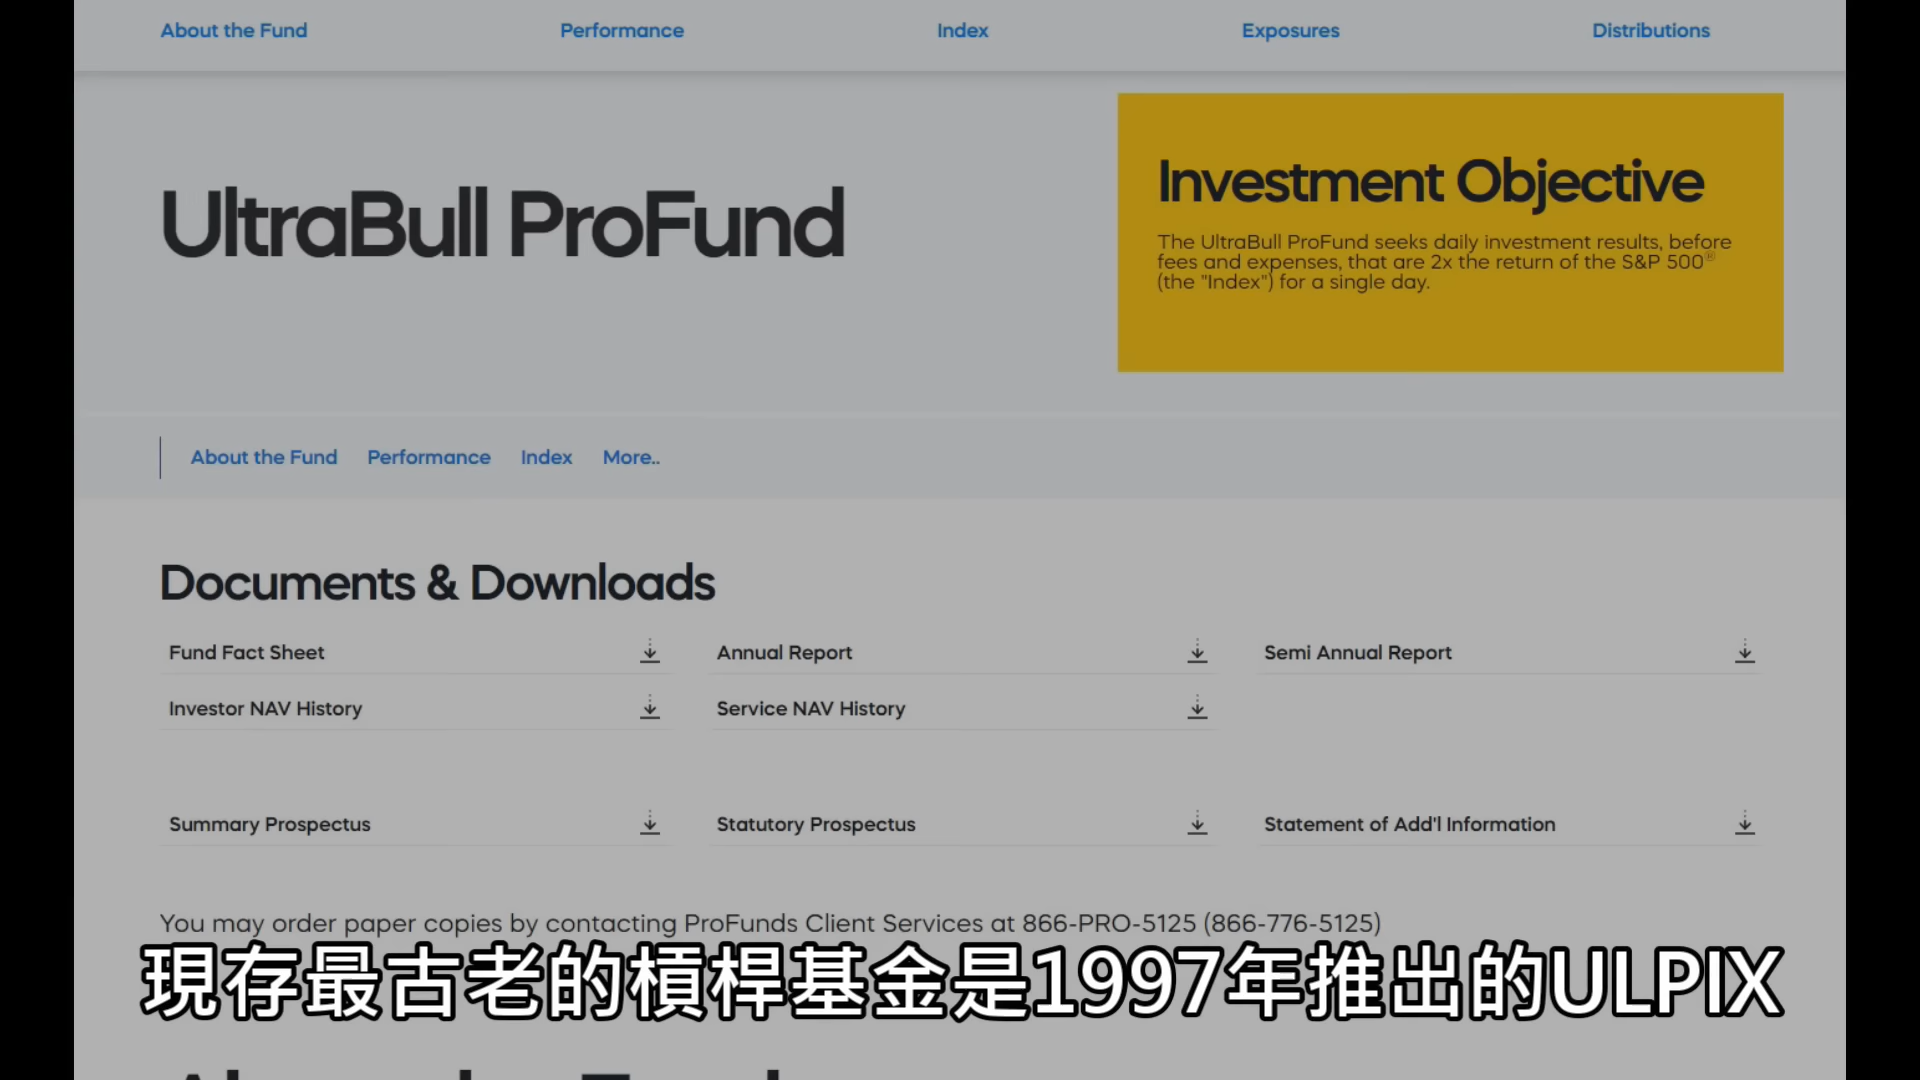 About the Fund Performance Index Exposures Distributions
UltraBull ProFund
Investment Objective
The UltraBull ProFund seeks daily investment results, before
fees and expenses, that are 2x the return of the S&P 500®
(the "Index") for a single day.
About the Fund Performance Index More..
Documents & Downloads
Fund Fact Sheet Annual Report Semi Annual Report
Investor NAV History Service NAV History
Summary Prospectus Statutory Prospectus Statement of Add'l Information
You may order paper copies by contacting ProFunds Client Services at 866-PRO-5125 (866-776-5125)
現存最古老的槓桿基金是1997年推出的ULPIX